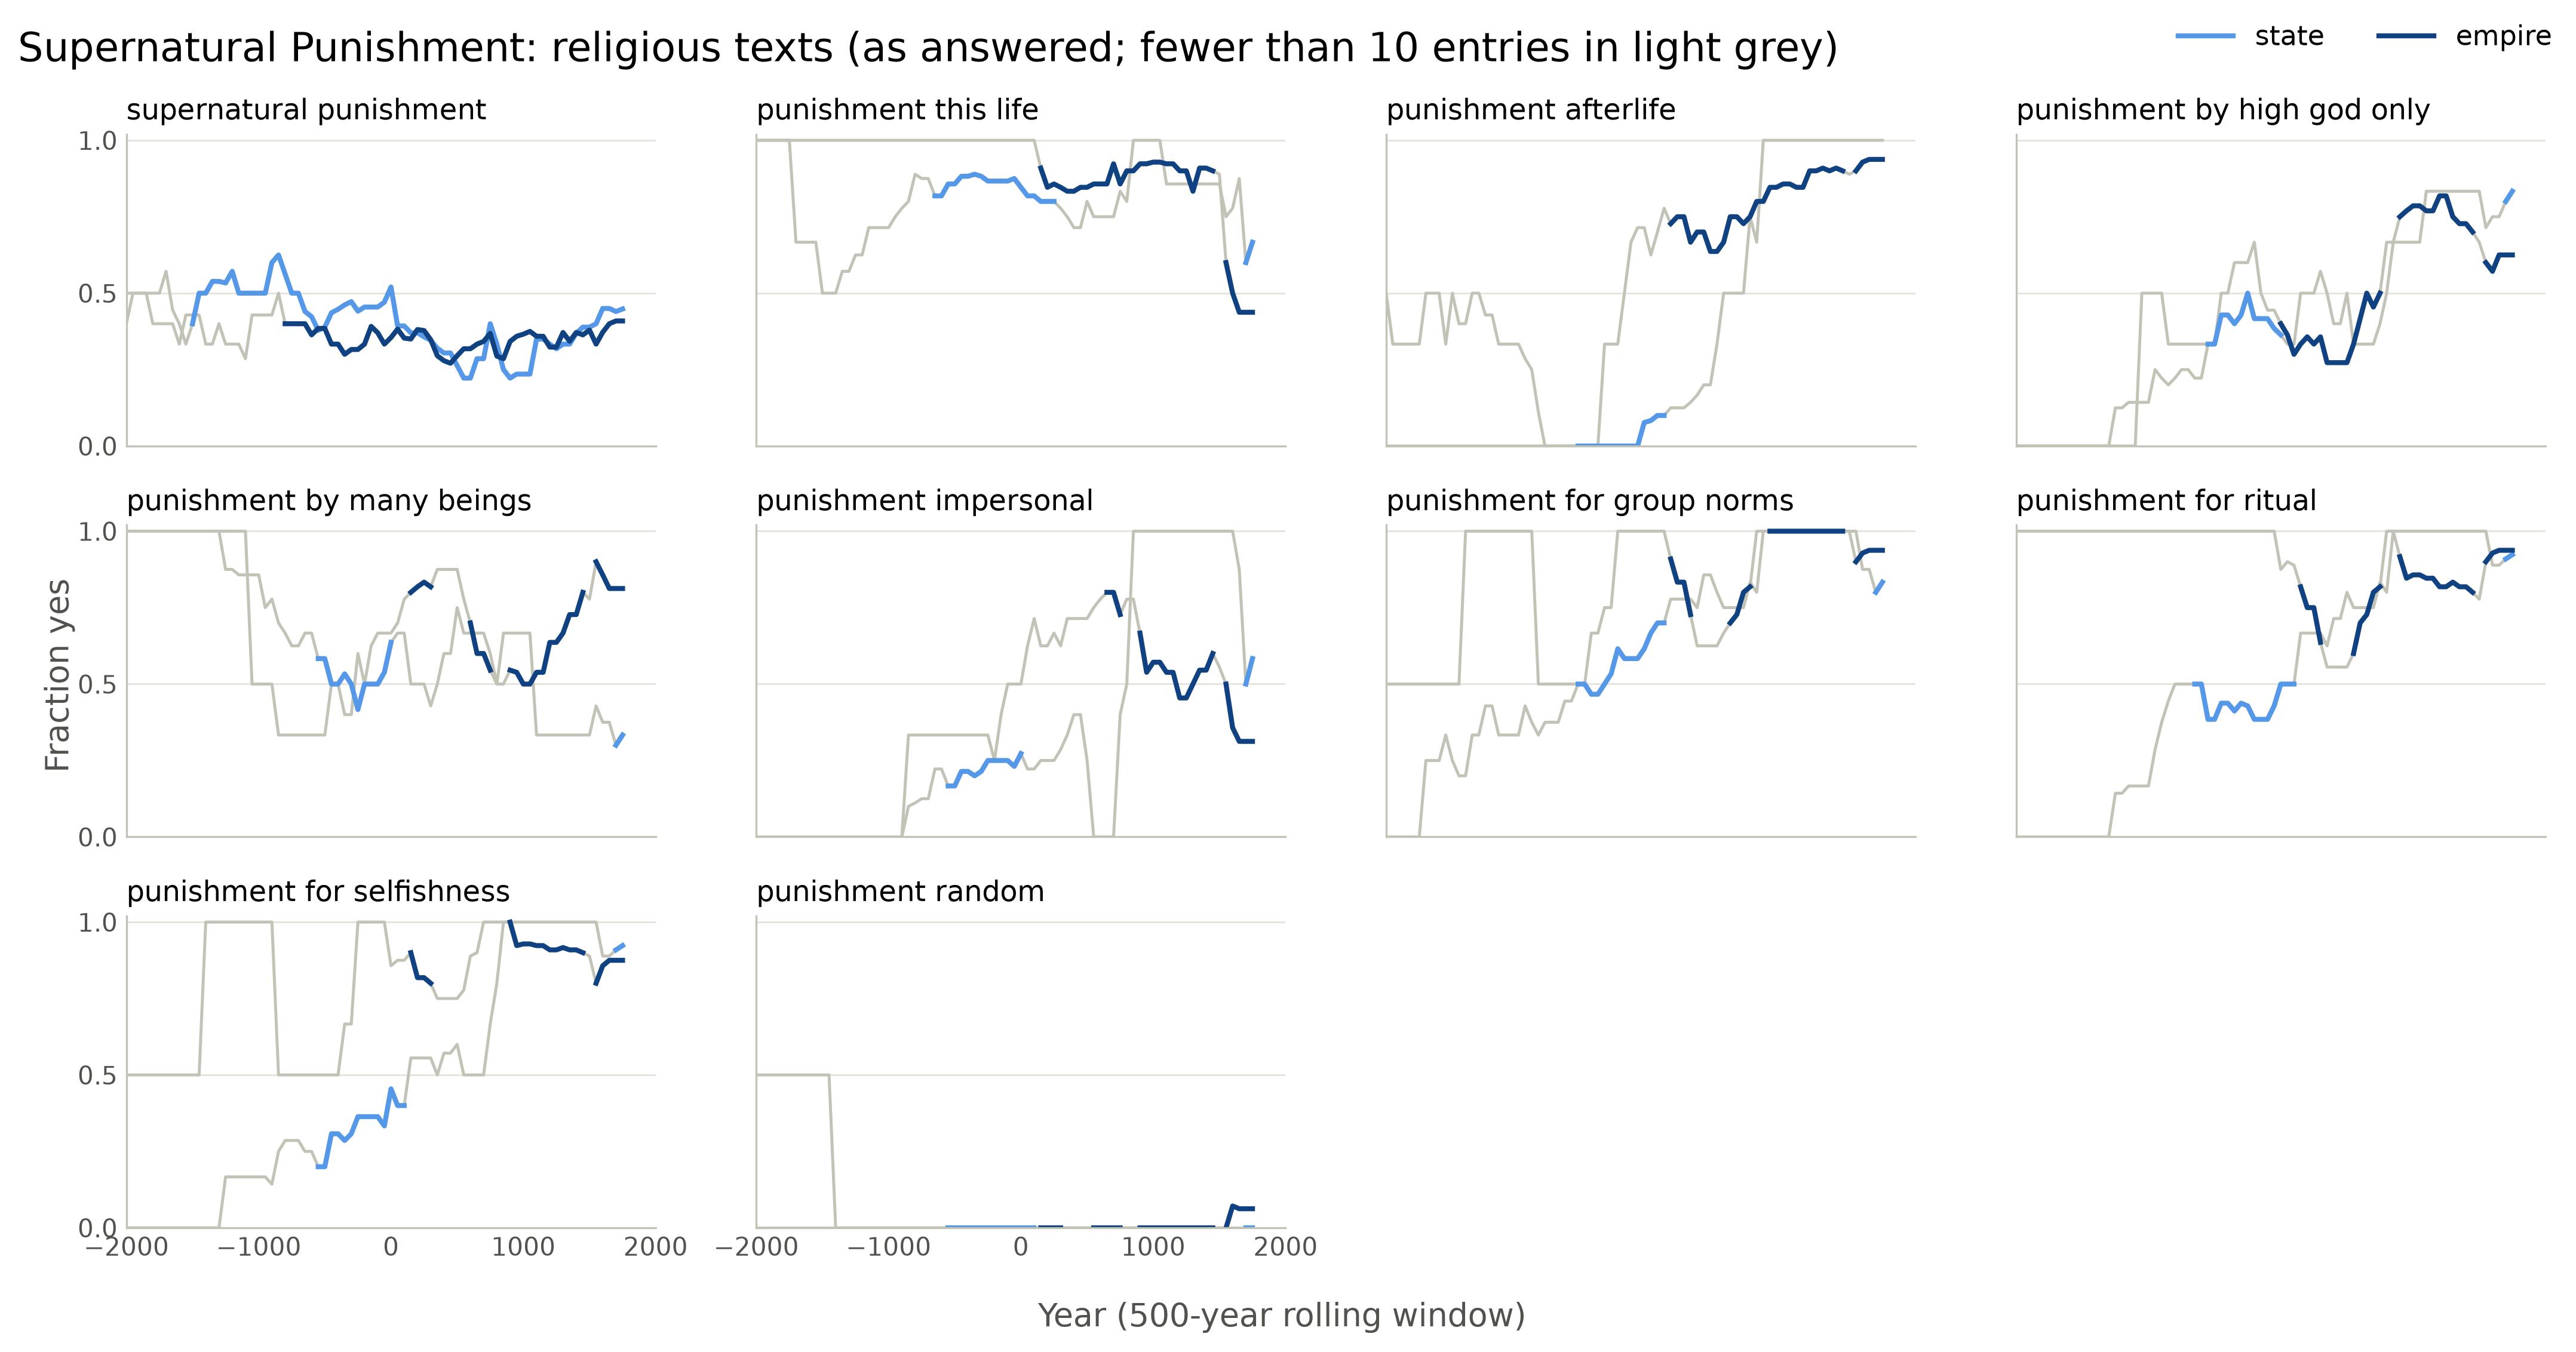 Supernatural Punishment: religious texts (as answered; fewer than 10 entries in light grey)
state
empire
supernatural punishment
punishment this life
punishment afterlife
punishment by high god only
1.0
0.5
0.0
punishment by many beings
punishment impersonal
punishment for group norms
punishment for ritual
1.0
0.5
0.0
Fraction yes
punishment for selfishness
punishment random
1.0
0.5
0.0
−2000 −1000 0 1000 2000
−2000 −1000 0 1000 2000
Year (500-year rolling window)